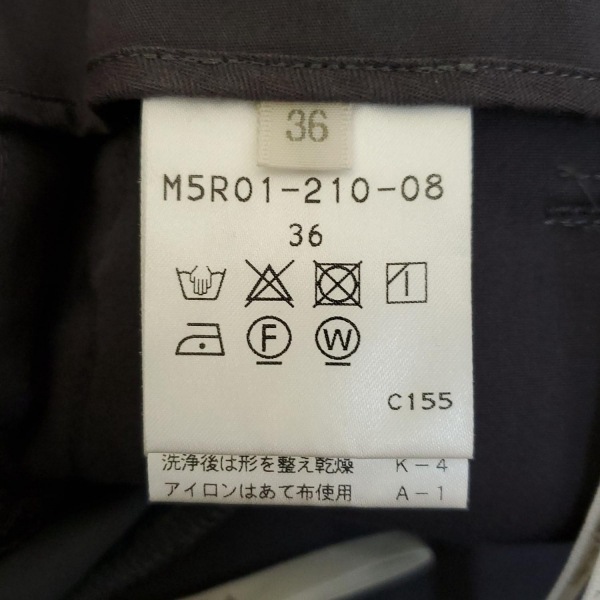 36
M5R01-210-08
36
F W
C155
洗浄後は形を整え乾燥 K-4
アイロンはあて布使用 A-1